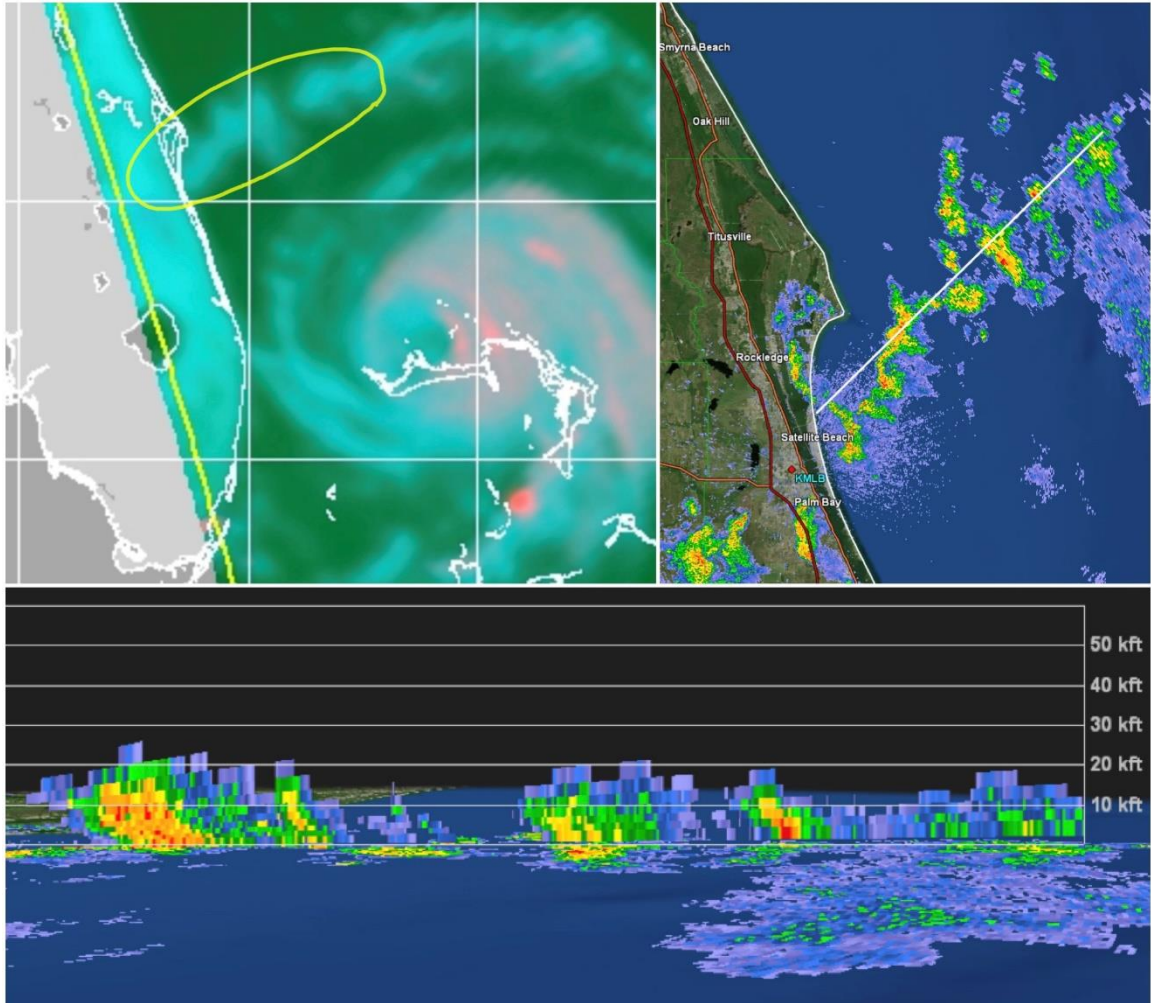 Smyrna Beach
Oak Hill
Titusville
Rockledge
Satellite Beach
KMLB
Palm Bay
50 kft
40 kft
30 kft
20 kft
10 kft